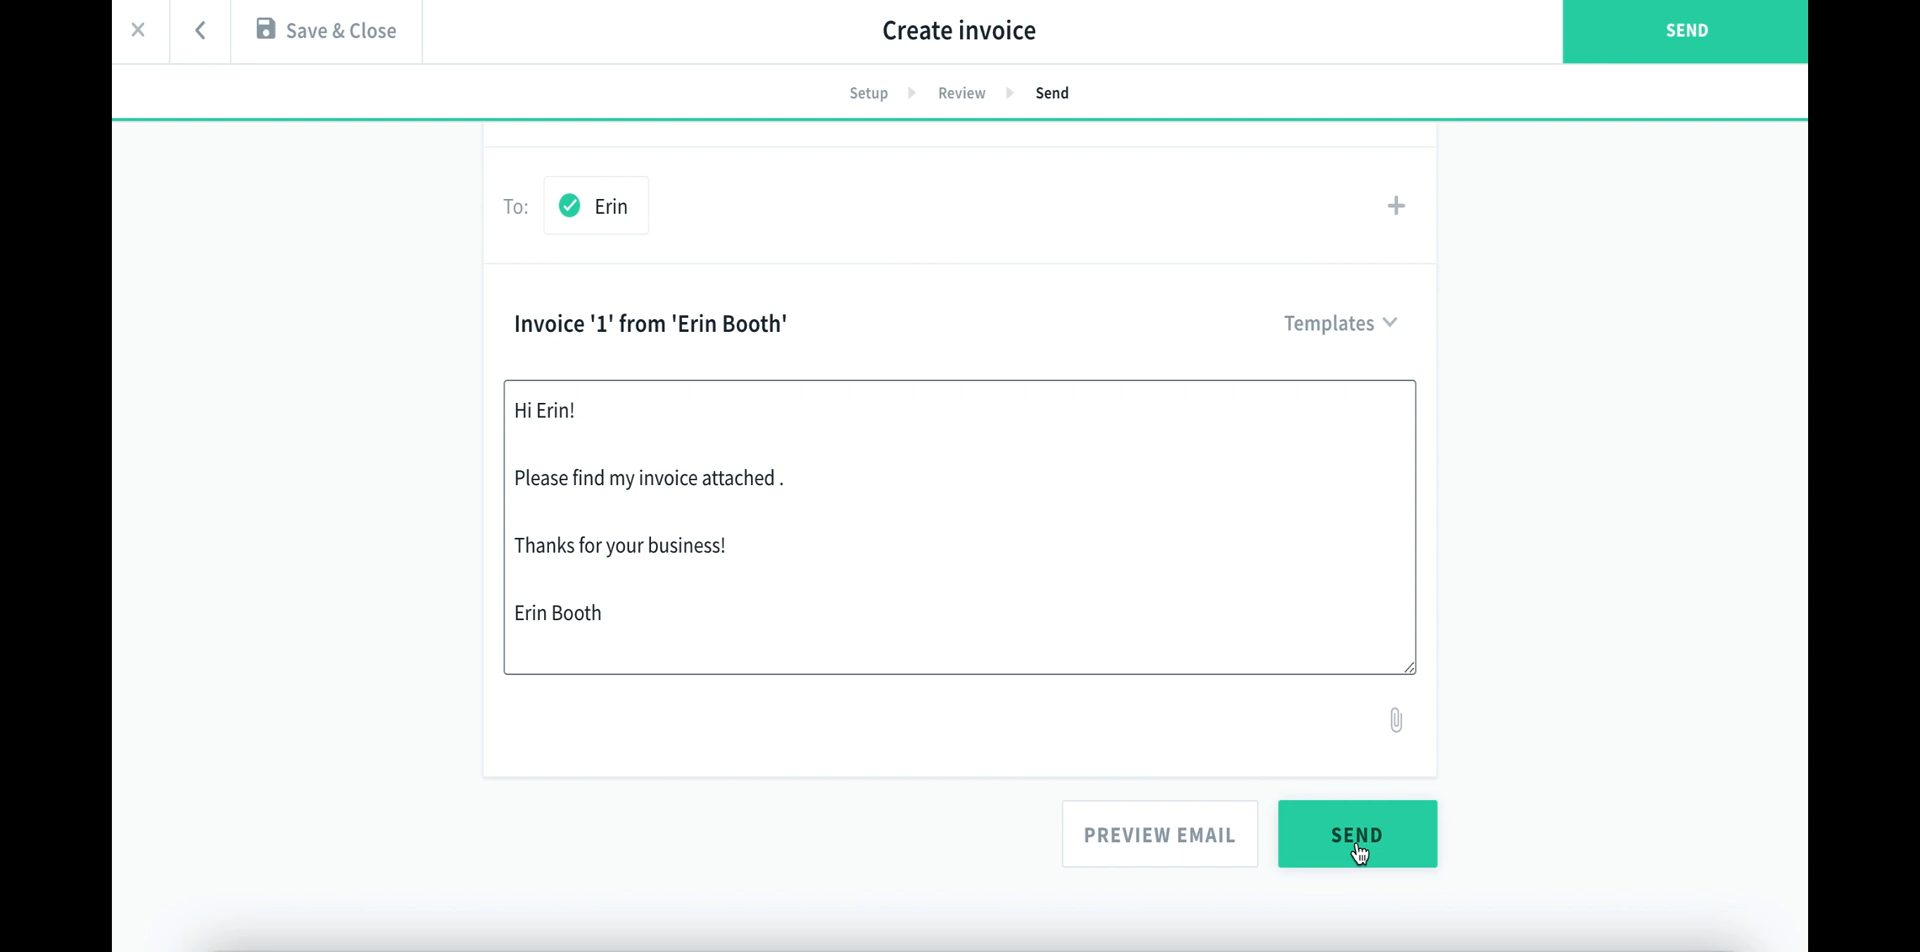 Save & Close
Create invoice
SEND
Setup
Review
Send
To:
Erin
Invoice '1' from 'Erin Booth'
Templates
Hi Erin!
Please find my invoice attached .
Thanks for your business!
Erin Booth
PREVIEW EMAIL
SEND